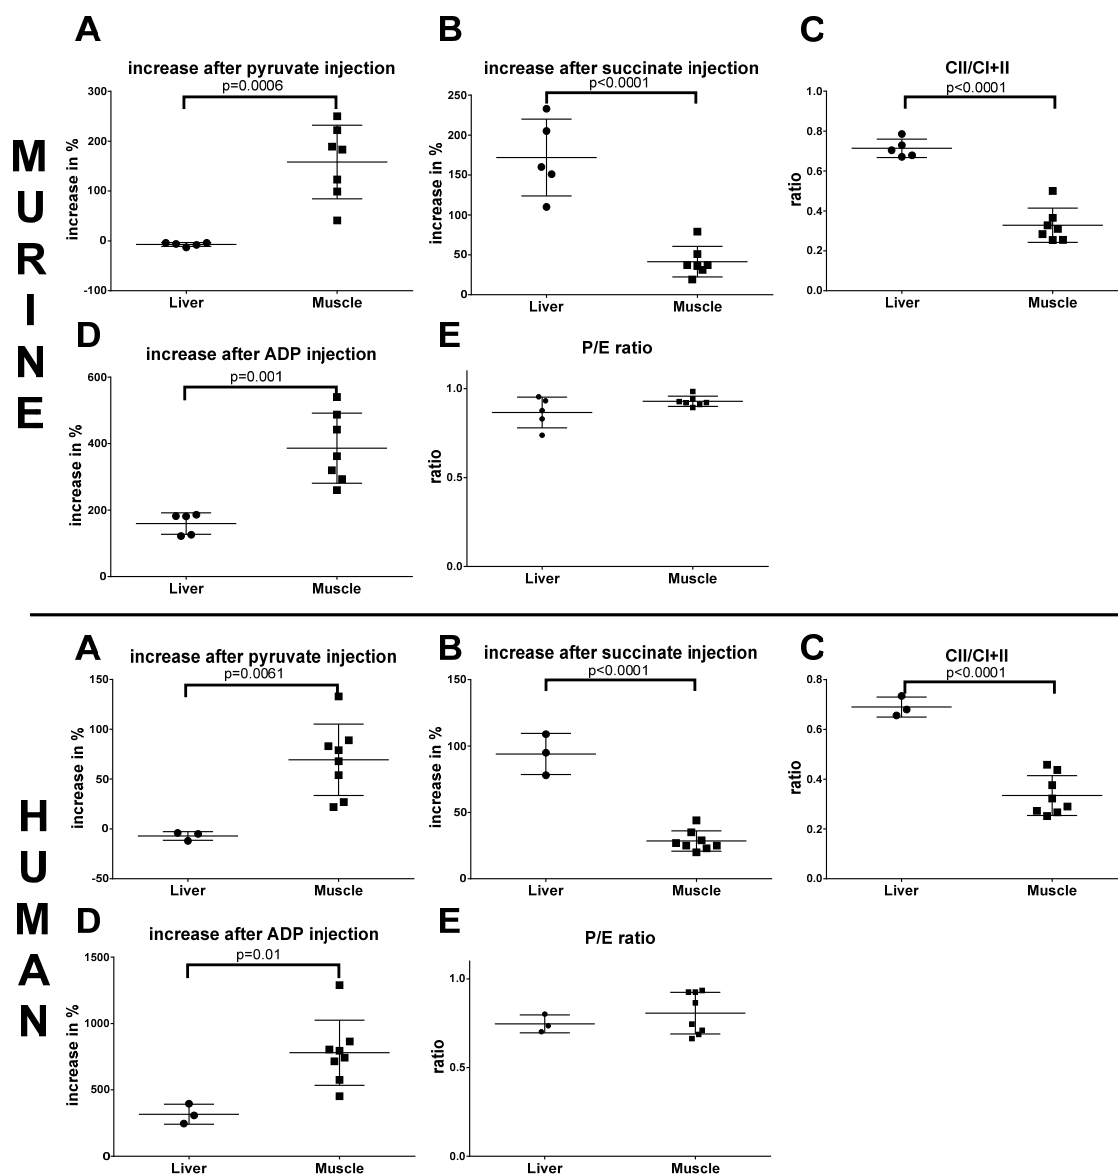 MURINE
A
increase after pyruvate injection
p=0.0006
increase in %
300
200
100
0
-100
Liver Muscle
B
increase after succinate injection
p<0.0001
increase in %
250
200
150
100
50
0
Liver Muscle
C
CII/CI+II
p<0.0001
ratio
1.0
0.8
0.6
0.4
0.2
0.0
Liver Muscle
D
increase after ADP injection
p=0.001
increase in %
600
400
200
0
Liver Muscle
E
P/E ratio
ratio
1.0
0.5
0.0
Liver Muscle
HUMAN
A
increase after pyruvate injection
p=0.0061
increase in %
150
100
50
0
-50
Liver Muscle
B
increase after succinate injection
p<0.0001
increase in %
150
100
50
0
Liver Muscle
C
CII/CI+II
p<0.0001
ratio
0.8
0.6
0.4
0.2
0.0
Liver Muscle
D
increase after ADP injection
p=0.01
increase in %
1500
1000
500
0
Liver Muscle
E
P/E ratio
ratio
1.0
0.5
0.0
Liver Muscle